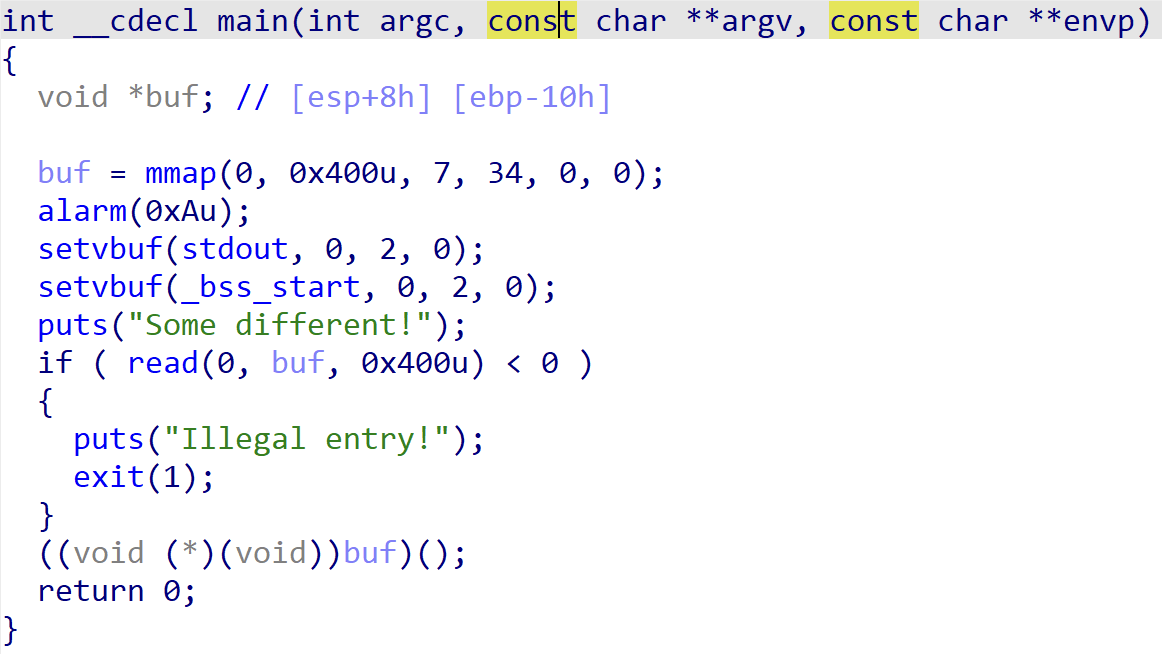 int __cdecl main(int argc, const char **argv, const char **envp)
{
  void *buf; // [esp+8h] [ebp-10h]

  buf = mmap(0, 0x400u, 7, 34, 0, 0);
  alarm(0xAu);
  setvbuf(stdout, 0, 2, 0);
  setvbuf(_bss_start, 0, 2, 0);
  puts("Some different!");
  if ( read(0, buf, 0x400u) < 0 )
  {
    puts("Illegal entry!");
    exit(1);
  }
  ((void (*)(void))buf)();
  return 0;
}